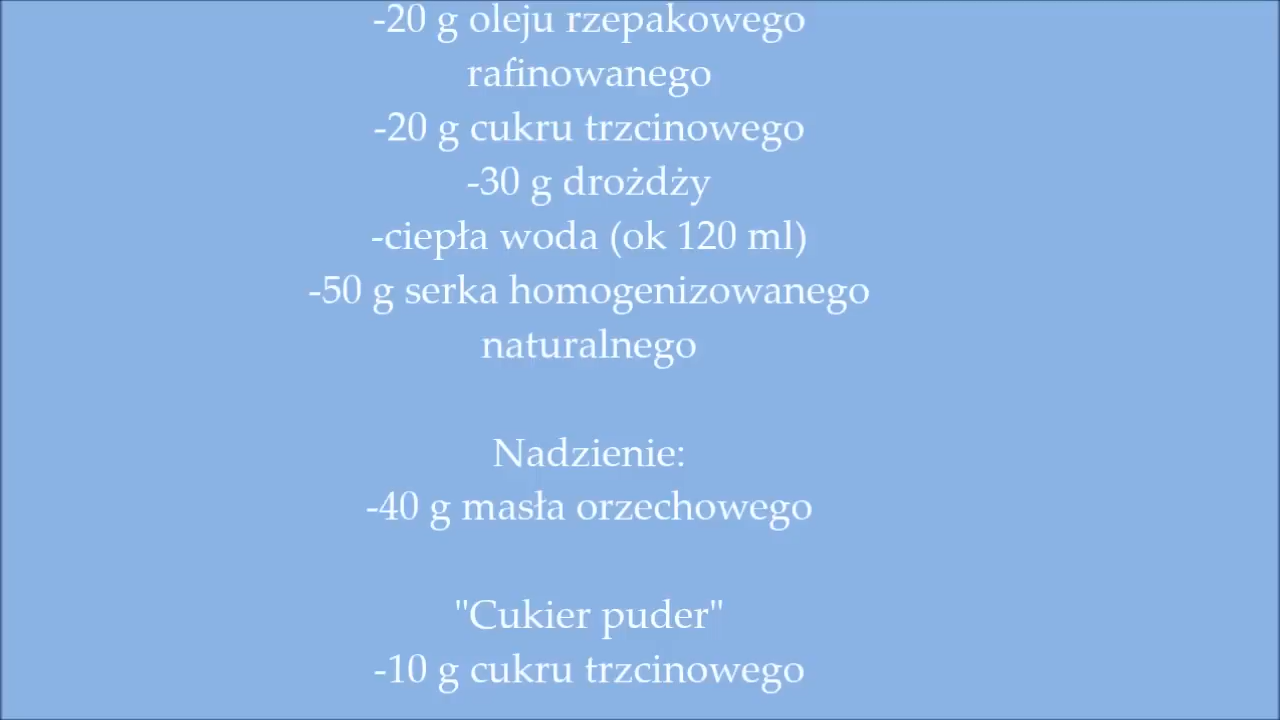 -20 g oleju rzepakowego
rafinowanego
-20 g cukru trzcinowego
-30 g drożdży
-ciepła woda (ok 120 ml)
-50 g serka homogenizowanego
naturalnego
Nadzienie:
-40 g masła orzechowego
"Cukier puder"
-10 g cukru trzcinowego